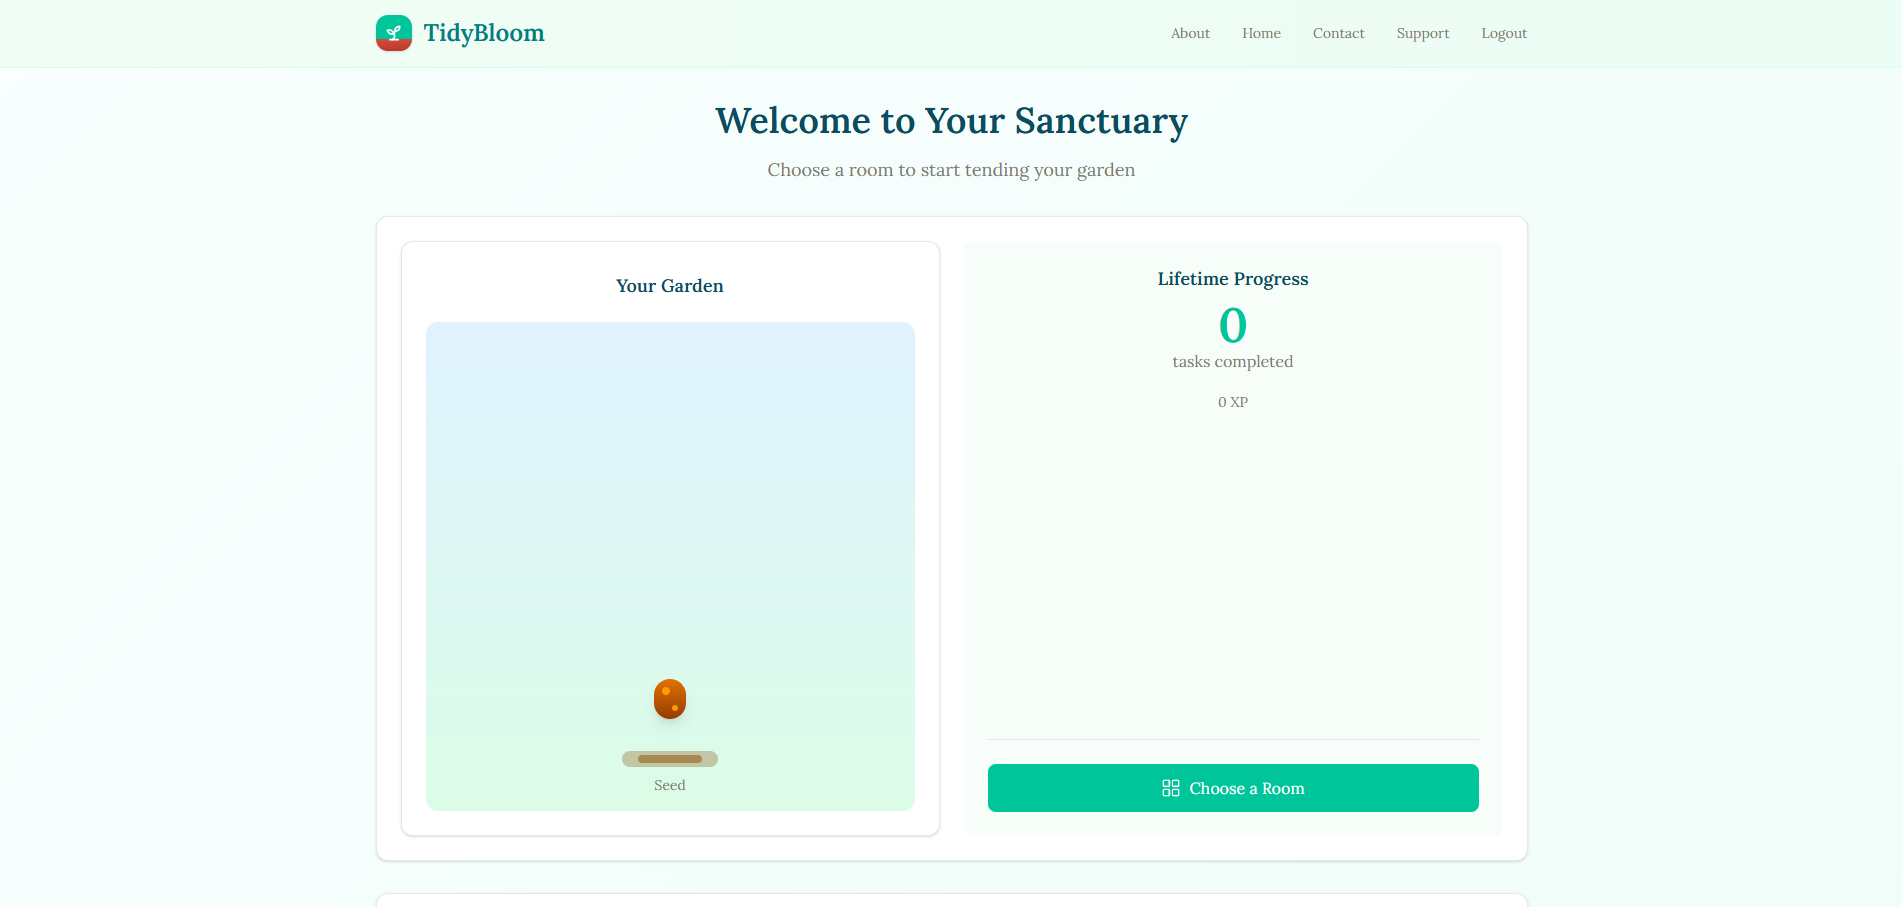 TidyBloom
About
Home
Contact
Support
Logout
Welcome to Your Sanctuary
Choose a room to start tending your garden
Your Garden
Seed
Lifetime Progress
0
tasks completed
0 XP
Choose a Room